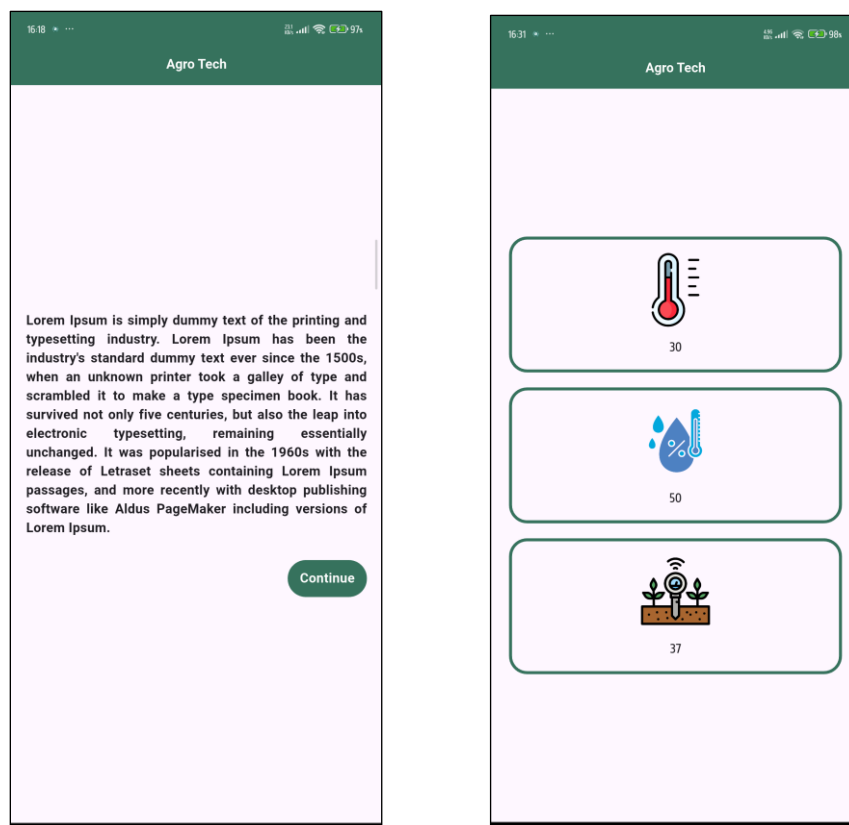 16:18
97%
Agro Tech
Lorem Ipsum is simply dummy text of the printing and
typesetting industry. Lorem Ipsum has been the
industry's standard dummy text ever since the 1500s,
when an unknown printer took a galley of type and
scrambled it to make a type specimen book. It has
survived not only five centuries, but also the leap into
electronic typesetting, remaining essentially
unchanged. It was popularised in the 1960s with the
release of Letraset sheets containing Lorem Ipsum
passages, and more recently with desktop publishing
software like Aldus PageMaker including versions of
Lorem Ipsum.
Continue
16:31
98%
Agro Tech
30
%
50
37